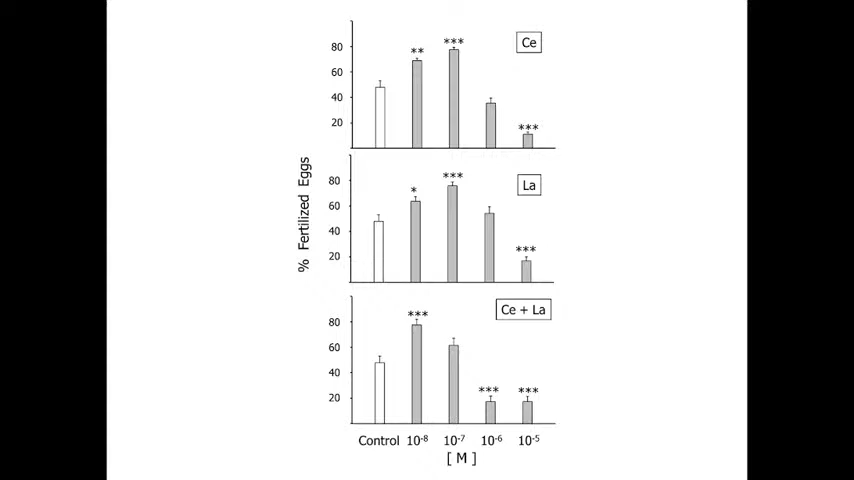 Ce
80
60
40
20
** *** ***
La
80
60
40
20
* *** ***
Ce + La
80
60
40
20
*** *** ***
% Fertilized Eggs
Control 10⁻⁸ 10⁻⁷ 10⁻⁶ 10⁻⁵
[ M ]